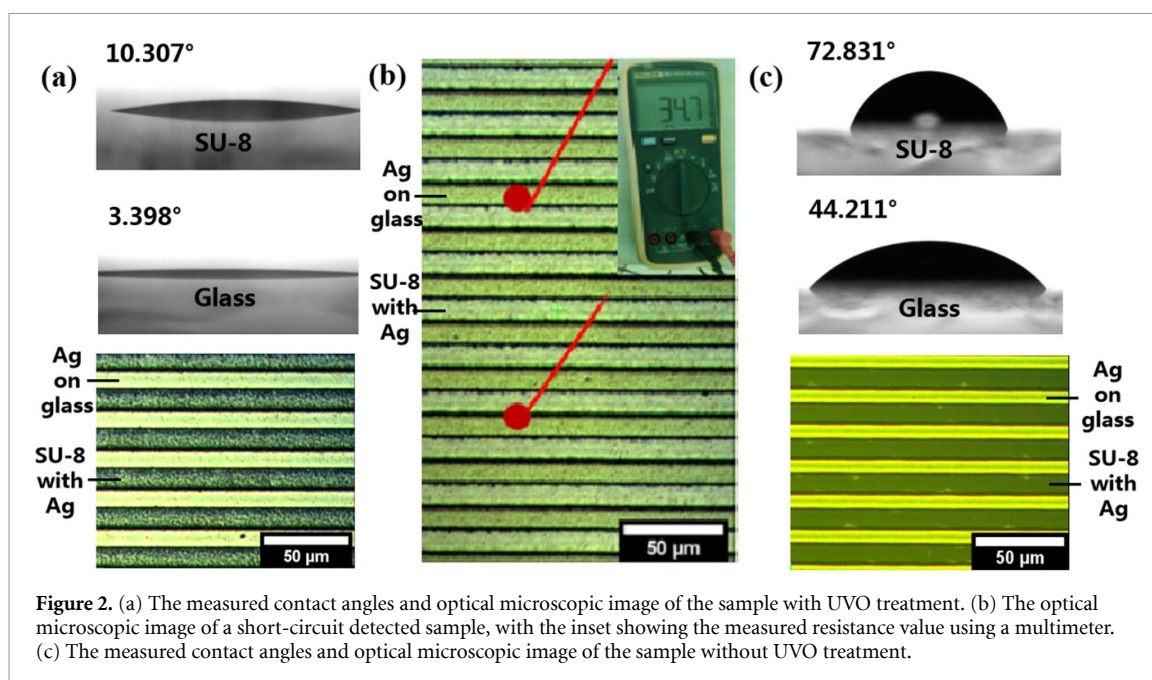 (a)
10.307°
SU-8
3.398°
Glass
Ag
on
glass
SU-8
with
Ag
50 μm
(b)
34.7
Ag
on
glass
SU-8
with
Ag
50 μm
(c)
72.831°
SU-8
44.211°
Glass
Ag
on
glass
SU-8
with
Ag
50 μm
Figure 2. (a) The measured contact angles and optical microscopic image of the sample with UVO treatment. (b) The optical
microscopic image of a short-circuit detected sample, with the inset showing the measured resistance value using a multimeter.
(c) The measured contact angles and optical microscopic image of the sample without UVO treatment.